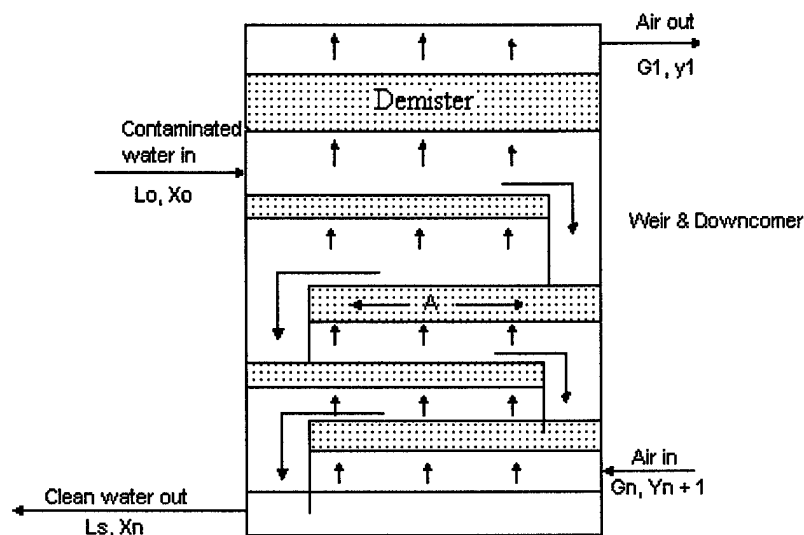 Air out
G1, y1
Demister
Contaminated
water in
Lo, Xo
Weir & Downcomer
A
Air in
Gn, Yn + 1
Clean water out
Ls, Xn